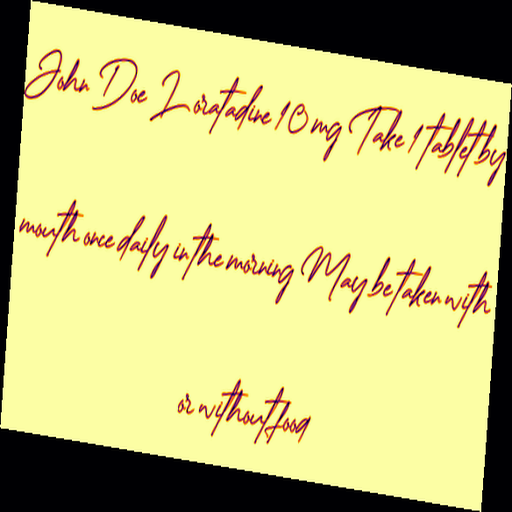 John Doe Loratadine 10 mg Take 1 tablet by
mouth once daily in the morning May be taken with
or without food